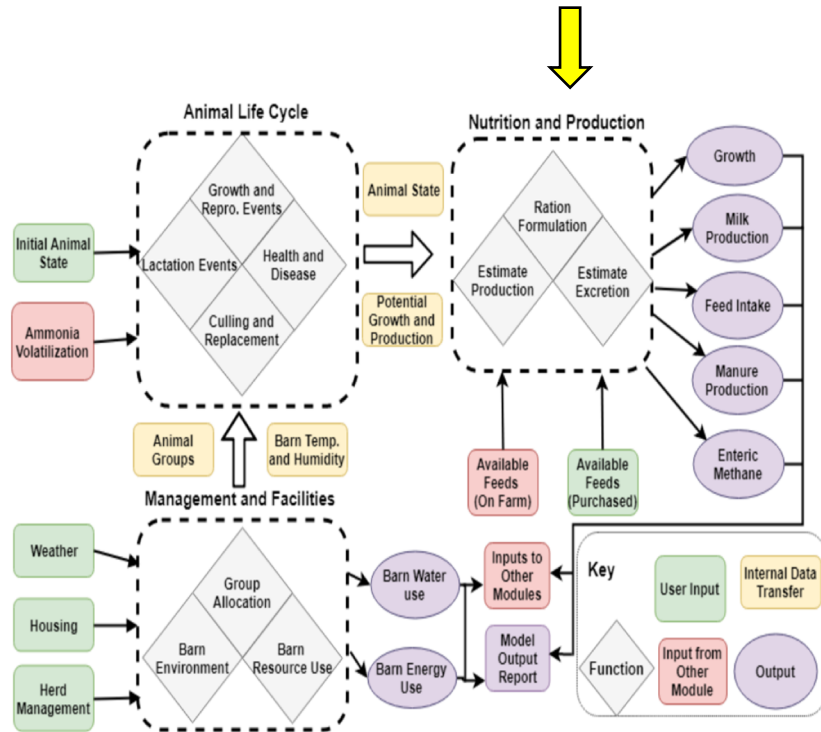 Animal Life Cycle
Growth and
Repro. Events
Lactation Events
Health and
Disease
Culling and
Replacement
Initial Animal
State
Ammonia
Volatilization
Animal State
Potential
Growth and
Production
Nutrition and Production
Ration
Formulation
Estimate
Production
Estimate
Excretion
Growth
Milk
Production
Feed Intake
Manure
Production
Enteric
Methane
Available
Feeds
(On Farm)
Available
Feeds
(Purchased)
Animal
Groups
Barn Temp.
and Humidity
Management and Facilities
Weather
Housing
Herd
Management
Group
Allocation
Barn
Environment
Barn
Resource Use
Barn Water
use
Barn Energy
Use
Inputs to
Other
Modules
Model
Output
Report
Key
User Input
Internal Data
Transfer
Function
Input from
Other
Module
Output